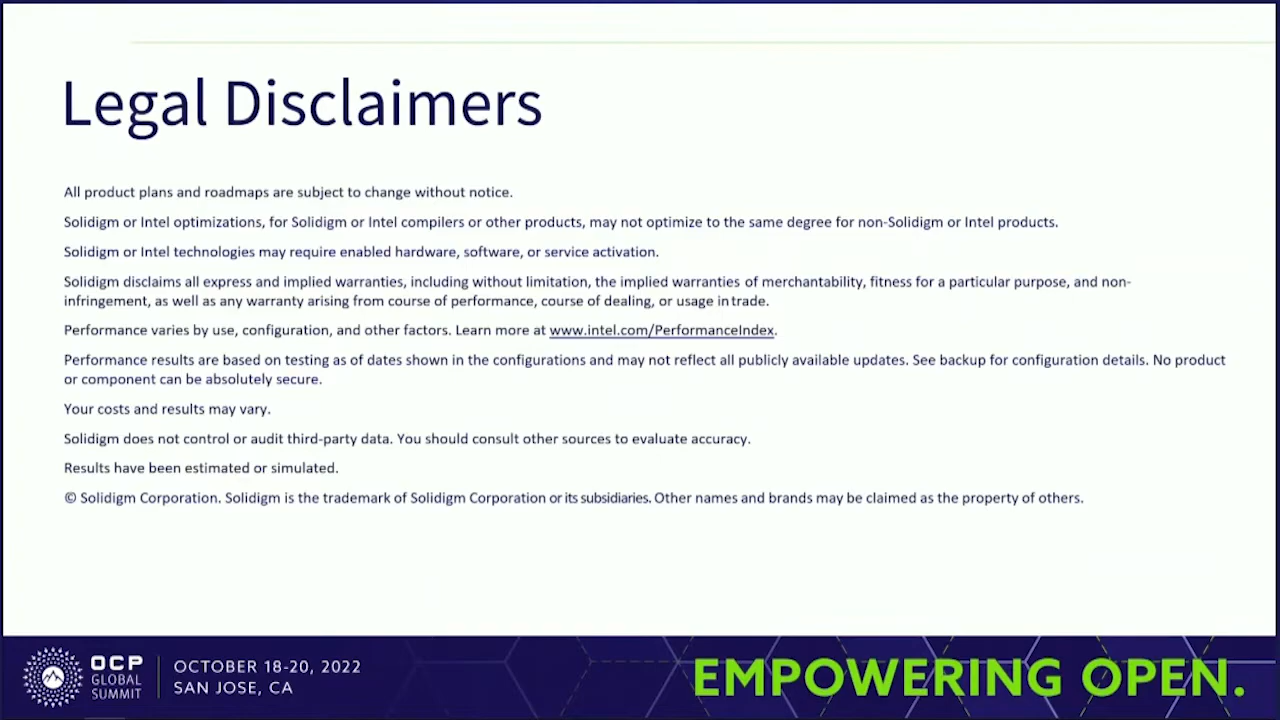 Legal Disclaimers
All product plans and roadmaps are subject to change without notice.
Solidigm or Intel optimizations, for Solidigm or Intel compilers or other products, may not optimize to the same degree for non-Solidigm or Intel products.
Solidigm or Intel technologies may require enabled hardware, software, or service activation.
Solidigm disclaims all express and implied warranties, including without limitation, the implied warranties of merchantability, fitness for a particular purpose, and non-
infringement, as well as any warranty arising from course of performance, course of dealing, or usage in trade.
Performance varies by use, configuration, and other factors. Learn more at www.intel.com/PerformanceIndex.
Performance results are based on testing as of dates shown in the configurations and may not reflect all publicly available updates. See backup for configuration details. No product
or component can be absolutely secure.
Your costs and results may vary.
Solidigm does not control or audit third-party data. You should consult other sources to evaluate accuracy.
Results have been estimated or simulated.
© Solidigm Corporation. Solidigm is the trademark of Solidigm Corporation or its subsidiaries. Other names and brands may be claimed as the property of others.
OCP
GLOBAL
SUMMIT
OCTOBER 18-20, 2022
SAN JOSE, CA
EMPOWERING OPEN.